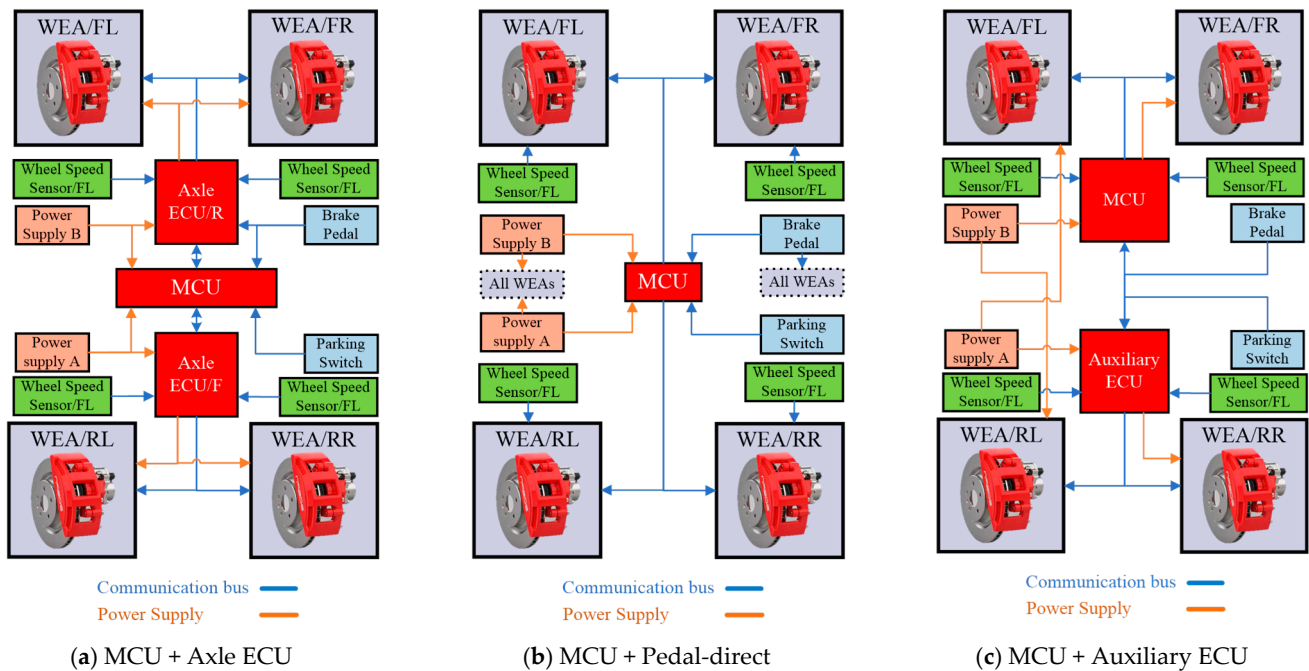 WEA/FL
WEA/FR
Wheel Speed
Sensor/FL
Wheel Speed
Sensor/FL
Axle
ECU/R
Power
Supply B
Brake
Pedal
MCU
Power
supply A
Axle
ECU/F
Parking
Switch
Wheel Speed
Sensor/FL
Wheel Speed
Sensor/FL
WEA/RL
WEA/RR
Communication bus
Power Supply
(a) MCU + Axle ECU
WEA/FL
WEA/FR
Wheel Speed
Sensor/FL
Wheel Speed
Sensor/FL
Power
Supply B
Brake
Pedal
All WEAs
MCU
All WEAs
Power
supply A
Parking
Switch
Wheel Speed
Sensor/FL
Wheel Speed
Sensor/FL
WEA/RL
WEA/RR
Communication bus
Power Supply
(b) MCU + Pedal-direct
WEA/FL
WEA/FR
Wheel Speed
Sensor/FL
Wheel Speed
Sensor/FL
MCU
Power
Supply B
Brake
Pedal
Power
supply A
Auxiliary
ECU
Parking
Switch
Wheel Speed
Sensor/FL
Wheel Speed
Sensor/FL
WEA/RL
WEA/RR
Communication bus
Power Supply
(c) MCU + Auxiliary ECU